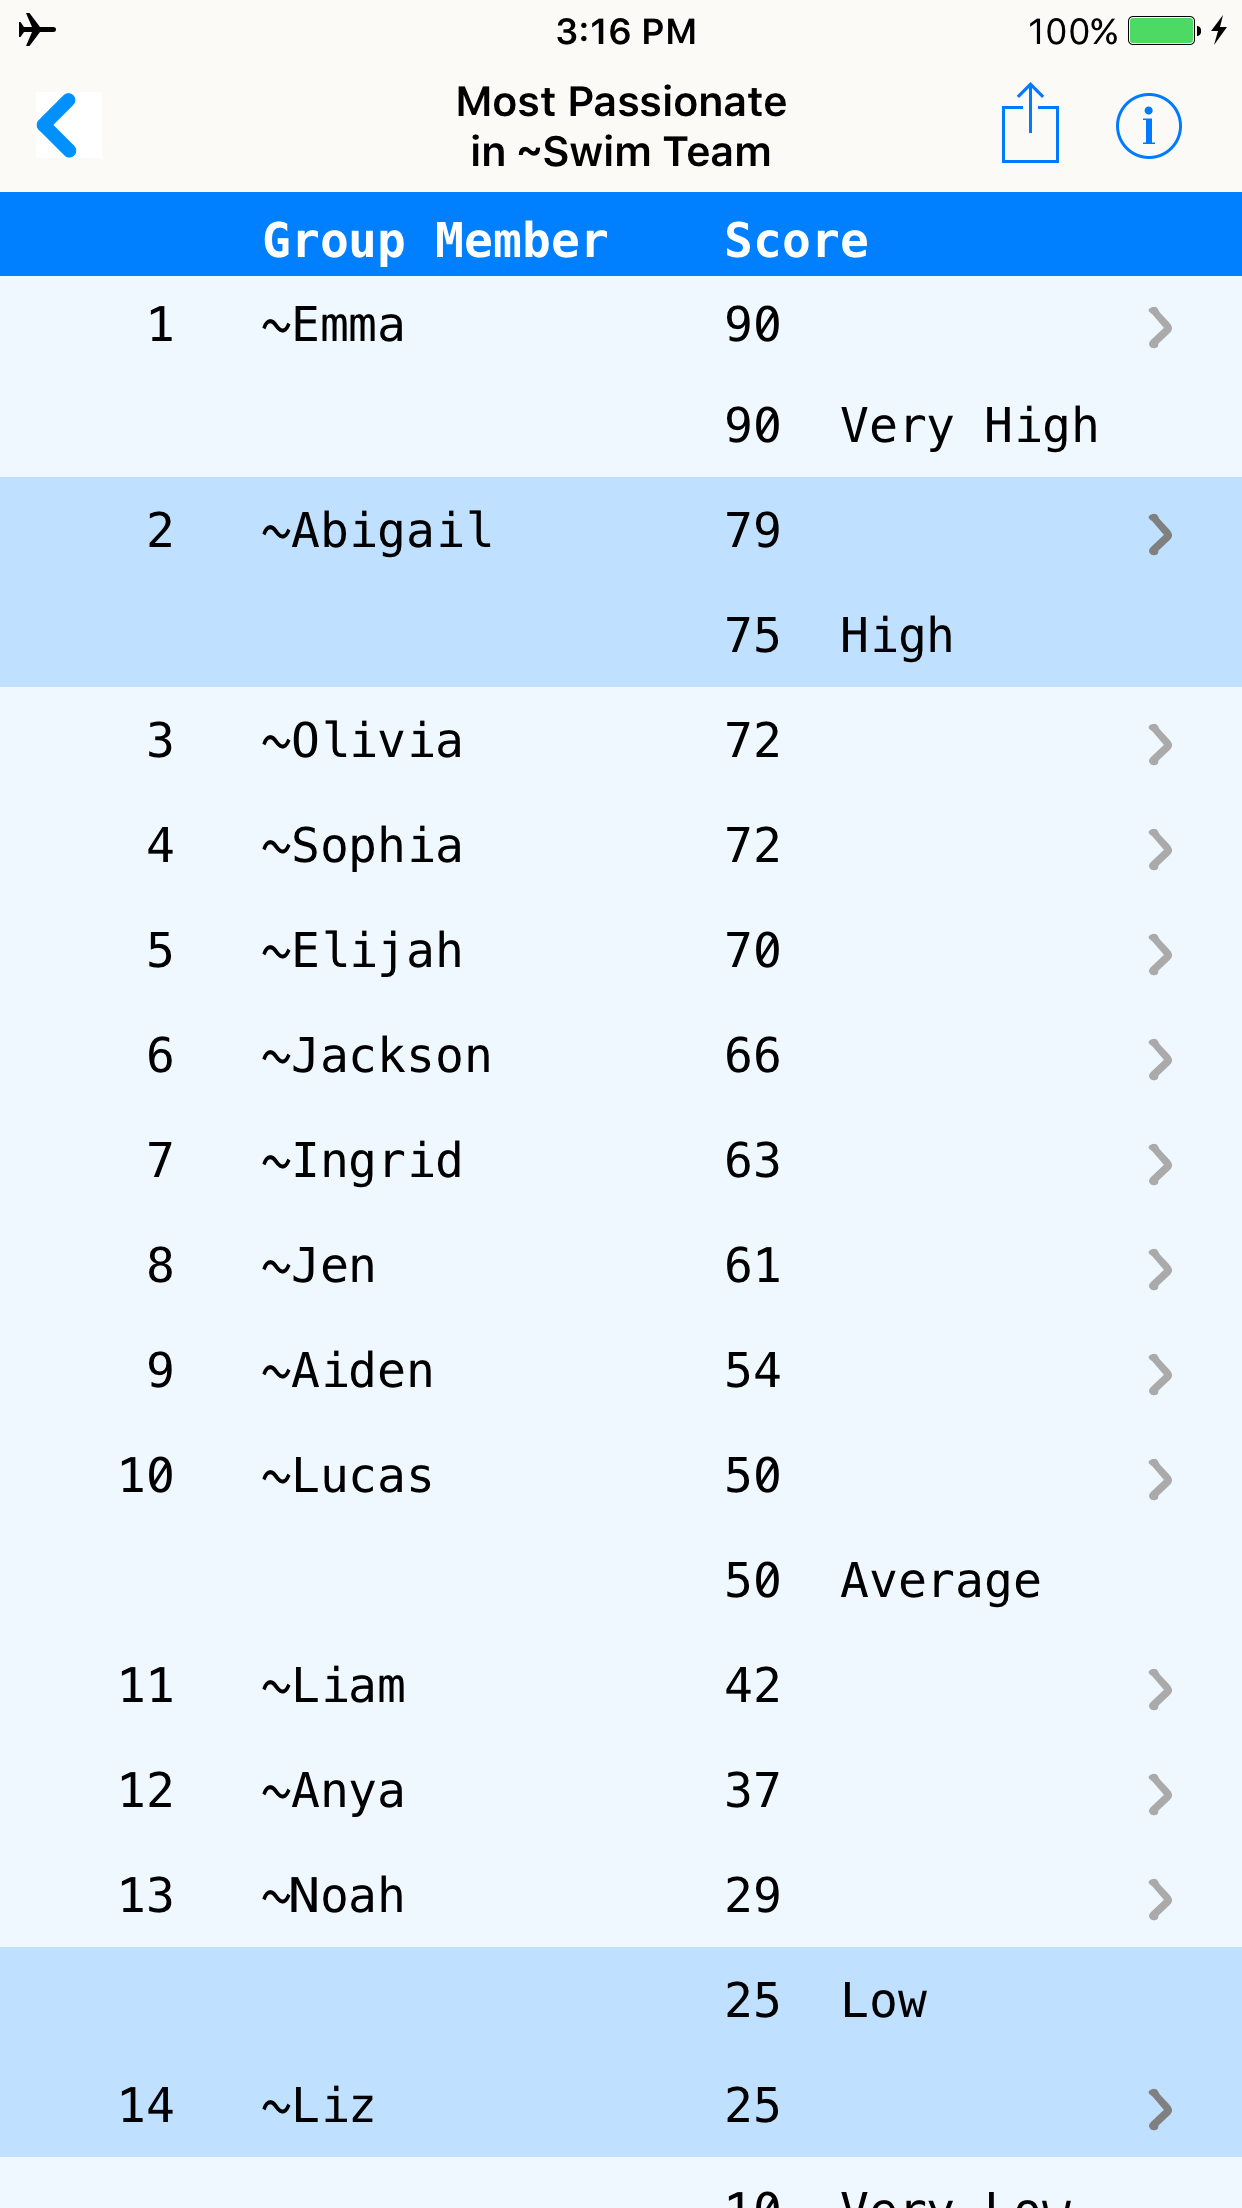 3:16 PM
100%
Most Passionate
in ~Swim Team
Group Member Score
1 ~Emma 90
90 Very High
2 ~Abigail 79
75 High
3 ~Olivia 72
4 ~Sophia 72
5 ~Elijah 70
6 ~Jackson 66
7 ~Ingrid 63
8 ~Jen 61
9 ~Aiden 54
10 ~Lucas 50
50 Average
11 ~Liam 42
12 ~Anya 37
13 ~Noah 29
25 Low
14 ~Liz 25
10 Very Low